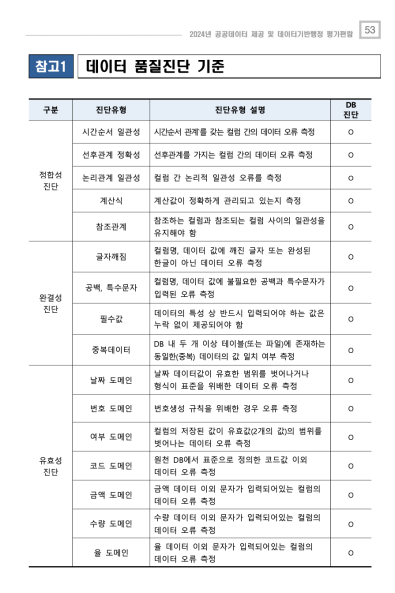 2024년 공공데이터 제공 및 데이터기반행정 평가편람 53
참고1 데이터 품질진단 기준
구분 진단유형 진단유형 설명 DB
진단
정합성
진단
시간순서 일관성 시간순서 관계를 갖는 컬럼 간의 데이터 오류 측정 O
선후관계 정확성 선후관계를 가지는 컬럼 간의 데이터 오류 측정 O
논리관계 일관성 컬럼 간 논리적 일관성 오류를 측정 O
계산식 계산값이 정확하게 관리되고 있는지 측정 O
참조관계 참조하는 컬럼과 참조되는 컬럼 사이의 일관성을
유지해야 함 O
완결성
진단
글자깨짐 컬럼명, 데이터 값에 깨진 글자 또는 완성된
한글이 아닌 데이터 오류 측정 O
공백, 특수문자 컬럼명, 데이터 값에 불필요한 공백과 특수문자가
입력된 오류 측정 O
필수값 데이터의 특성 상 반드시 입력되어야 하는 값은
누락 없이 제공되어야 함 O
중복데이터 DB 내 두 개 이상 테이블(또는 파일)에 존재하는
동일한(중복) 데이터의 값 일치 여부 측정 O
유효성
진단
날짜 도메인 날짜 데이터값이 유효한 범위를 벗어나거나
형식이 표준을 위배한 데이터 오류 측정 O
번호 도메인 번호생성 규칙을 위배한 경우 오류 측정 O
여부 도메인 컬럼의 저장된 값이 유효값(2개의 값)의 범위를
벗어나는 데이터 오류 측정 O
코드 도메인 원천 DB에서 표준으로 정의한 코드값 이외
데이터 오류 측정 O
금액 도메인 금액 데이터 이외 문자가 입력되어있는 컬럼의
데이터 오류 측정 O
수량 도메인 수량 데이터 이외 문자가 입력되어있는 컬럼의
데이터 오류 측정 O
율 도메인 율 데이터 이외 문자가 입력되어있는 컬럼의
데이터 오류 측정 O